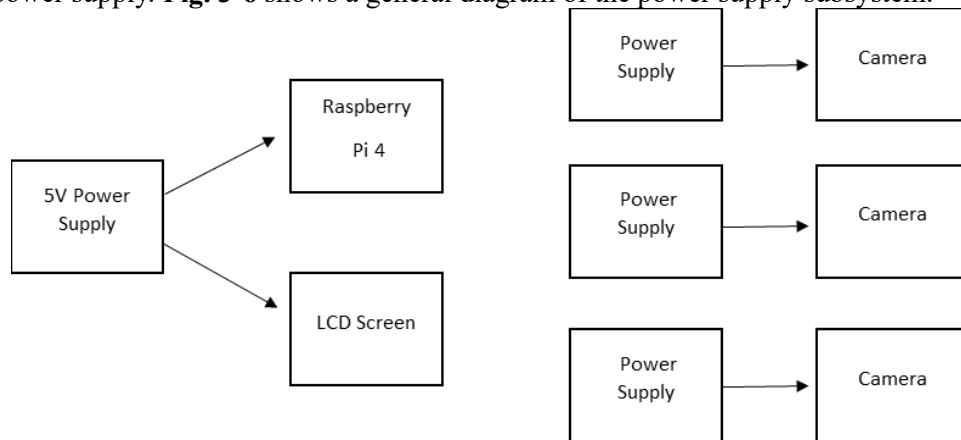 power supply. Fig. 3-6 shows a general diagram of the power supply subsystem.
Raspberry
Pi 4
5V Power
Supply
LCD Screen
Power
Supply
Camera
Power
Supply
Camera
Power
Supply
Camera